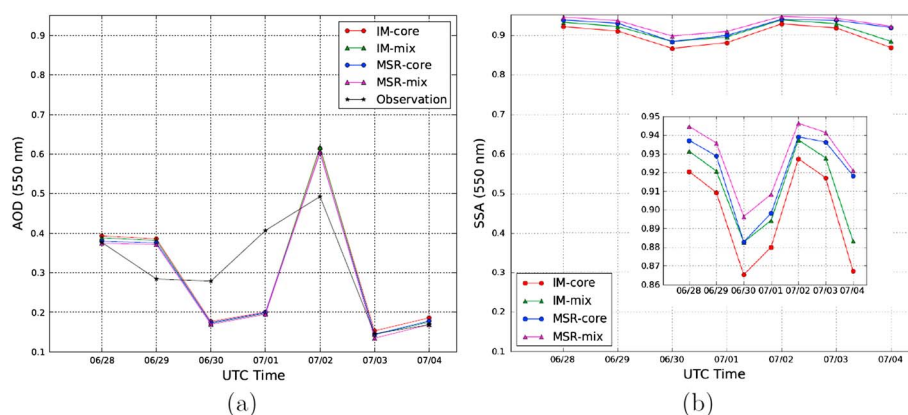 0.9
0.8
0.7
0.6
0.5
0.4
0.3
0.2
0.1
AOD (550 nm)
IM-core
IM-mix
MSR-core
MSR-mix
Observation
06/28 06/29 06/30 07/01 07/02 07/03 07/04
UTC Time
(a)
0.9
0.8
0.7
0.6
0.5
0.4
0.3
0.2
0.1
SSA (550 nm)
0.95
0.94
0.93
0.91
0.90
0.88
0.87
0.86
06/28 06/29 06/30 07/01 07/02 07/03 07/04
IM-core
IM-mix
MSR-core
MSR-mix
06/28 06/29 06/30 07/01 07/02 07/03 07/04
UTC Time
(b)